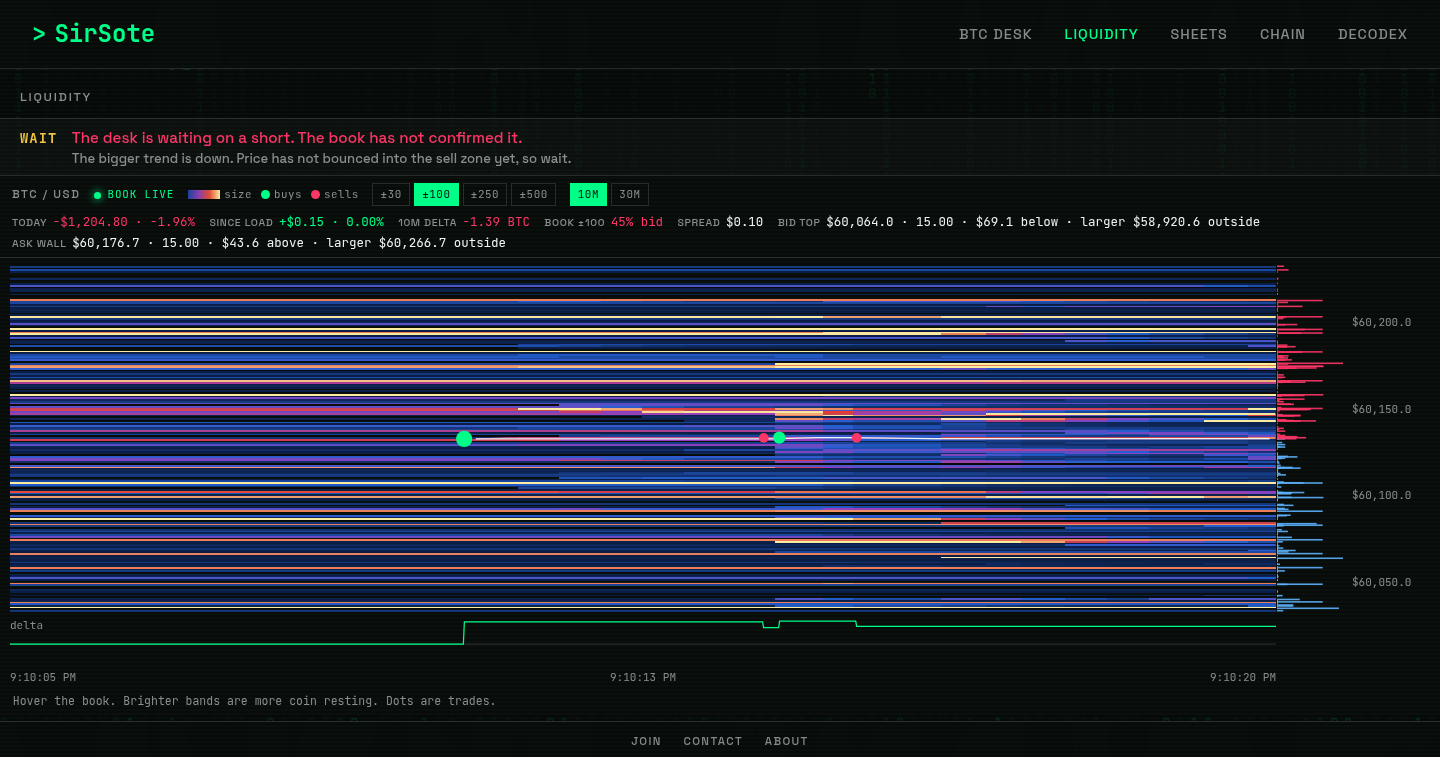 > SirSote
BTC DESK LIQUIDITY SHEETS CHAIN DECODEX
LIQUIDITY
WAIT The desk is waiting on a short. The book has not confirmed it.
The bigger trend is down. Price has not bounced into the sell zone yet, so wait.
BTC / USD BOOK LIVE size buys sells ±30 ±100 ±250 ±500 10M 30M
TODAY -$1,204.80 · -1.96% SINCE LOAD +$0.15 · 0.00% 10M DELTA -1.39 BTC BOOK ±100 45% bid SPREAD $0.10 BID TOP $60,064.0 · 15.00 · $69.1 below · larger $58,920.6 outside
ASK WALL $60,176.7 · 15.00 · $43.6 above · larger $60,266.7 outside
$60,200.0
$60,150.0
$60,100.0
$60,050.0
delta
9:10:05 PM 9:10:13 PM 9:10:20 PM
Hover the book. Brighter bands are more coin resting. Dots are trades.
JOIN CONTACT ABOUT